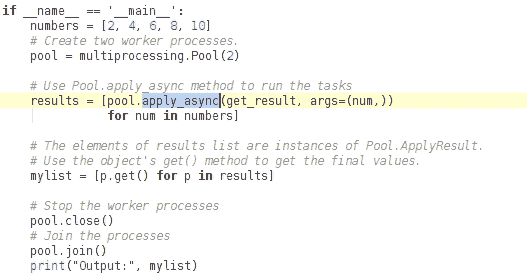 if __name__ == '__main__':
    numbers = [2, 4, 6, 8, 10]
    # Create two worker processes.
    pool = multiprocessing.Pool(2)

    # Use Pool.apply_async method to run the tasks
    results = [pool.apply_async(get_result, args=(num,))
               for num in numbers]

    # The elements of results list are instances of Pool.ApplyResult.
    # Use the object's get() method to get the final values.
    mylist = [p.get() for p in results]

    # Stop the worker processes
    pool.close()
    # Join the processes
    pool.join()
    print("Output:", mylist)